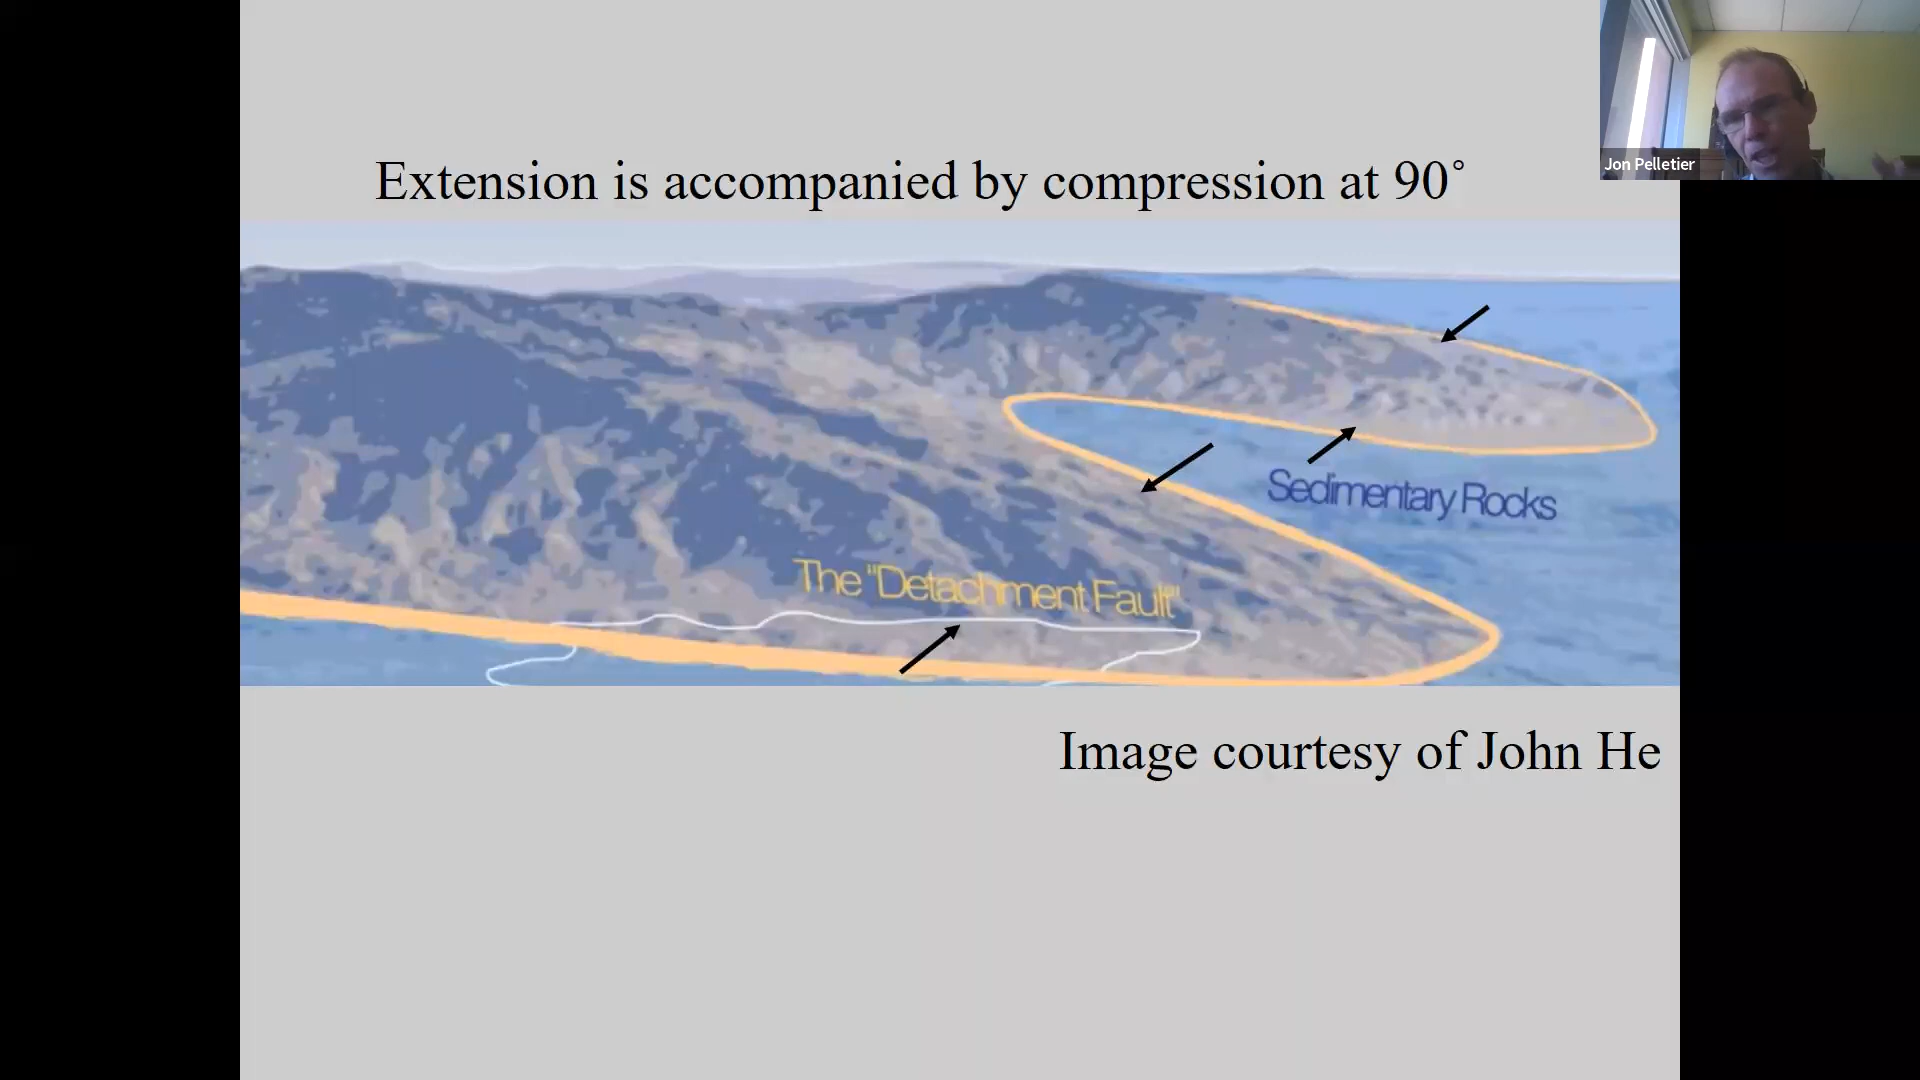 Jon Pelletier
Extension is accompanied by compression at 90˚
Sedimentary Rocks
The "Detachment Fault"
Image courtesy of John He